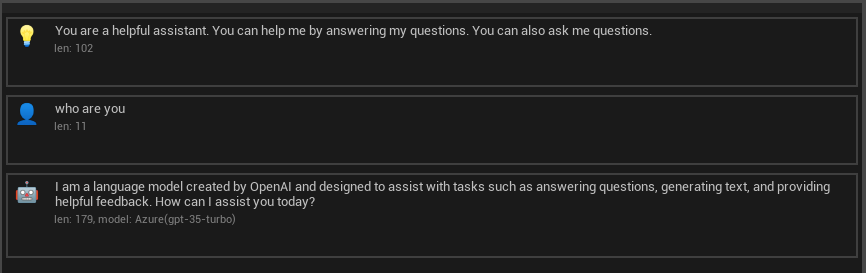 You are a helpful assistant. You can help me by answering my questions. You can also ask me questions.
len: 102
who are you
len: 11
I am a language model created by OpenAI and designed to assist with tasks such as answering questions, generating text, and providing
helpful feedback. How can I assist you today?
len: 179, model: Azure(gpt-35-turbo)